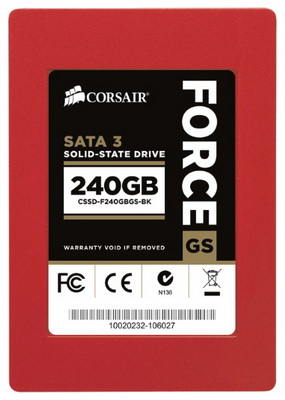 CORSAIR
FORCE
GS
SATA 3
SOLID-STATE DRIVE
240GB
CSSD-F240GBGS-BK
WARRANTY VOID IF REMOVED
FC CE
N136
10020232-106027